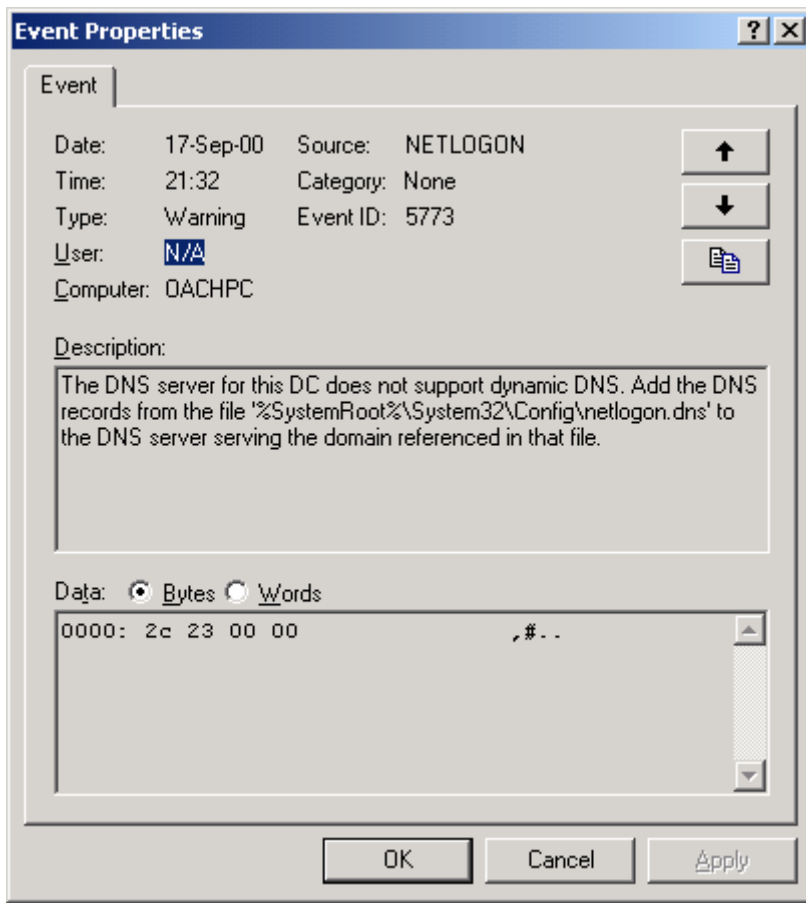 Event Properties
Event
Date: 17-Sep-00 Source: NETLOGON
Time: 21:32 Category: None
Type: Warning Event ID: 5773
User: N/A
Computer: OACHPC
Description:
The DNS server for this DC does not support dynamic DNS. Add the DNS
records from the file '%SystemRoot%\System32\Config\netlogon.dns' to
the DNS server serving the domain referenced in that file.
Data: Bytes Words
0000: 2c 23 00 00 ,#..
OK Cancel Apply